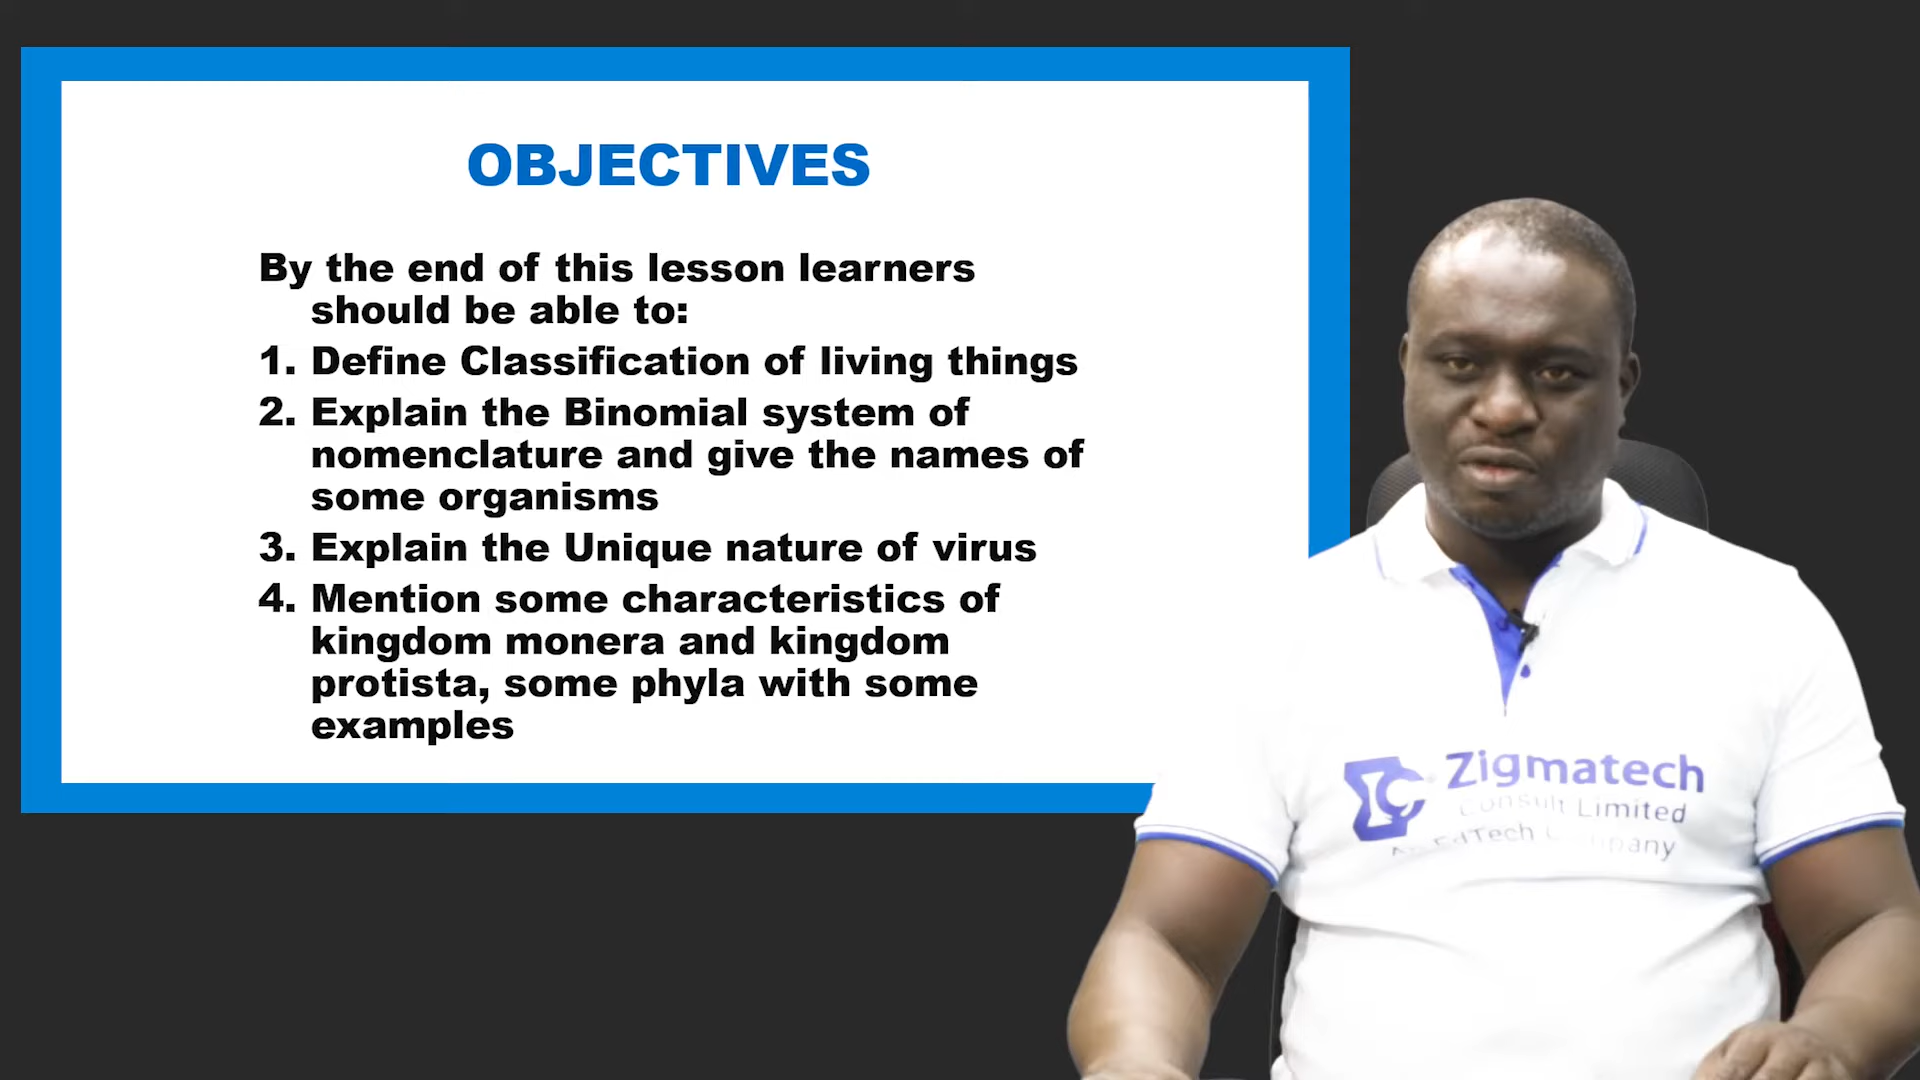 OBJECTIVES
By the end of this lesson learners
should be able to:
1. Define Classification of living things
2. Explain the Binomial system of
nomenclature and give the names of
some organisms
3. Explain the Unique nature of virus
4. Mention some characteristics of
kingdom monera and kingdom
protista, some phyla with some
examples
Zigmatech
Consult Limited
EdTech